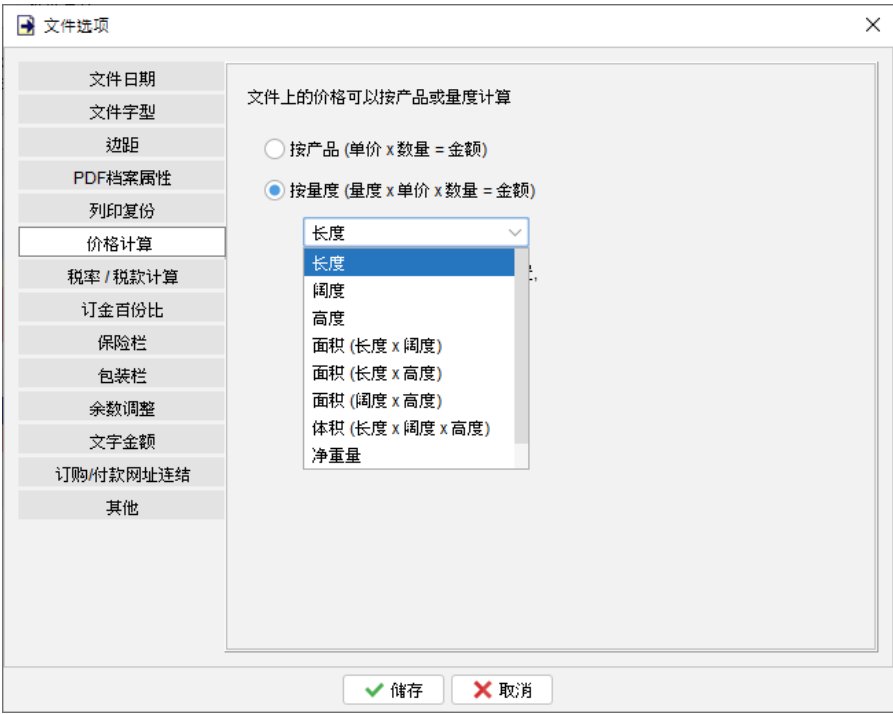 文件选项
文件日期
文件字型
边距
PDF档案属性
列印复份
价格计算
税率 / 税款计算
订金百份比
保险栏
包装栏
余数调整
文字金额
订购/付款网址连结
其他
文件上的价格可以按产品或量度计算
按产品 (单价 x 数量 = 金额)
按量度 (量度 x 单价 x 数量 = 金额)
长度
长度
阔度
高度
面积 (长度 x 阔度)
面积 (长度 x 高度)
面积 (阔度 x 高度)
体积 (长度 x 阔度 x 高度)
净重量
储存
取消